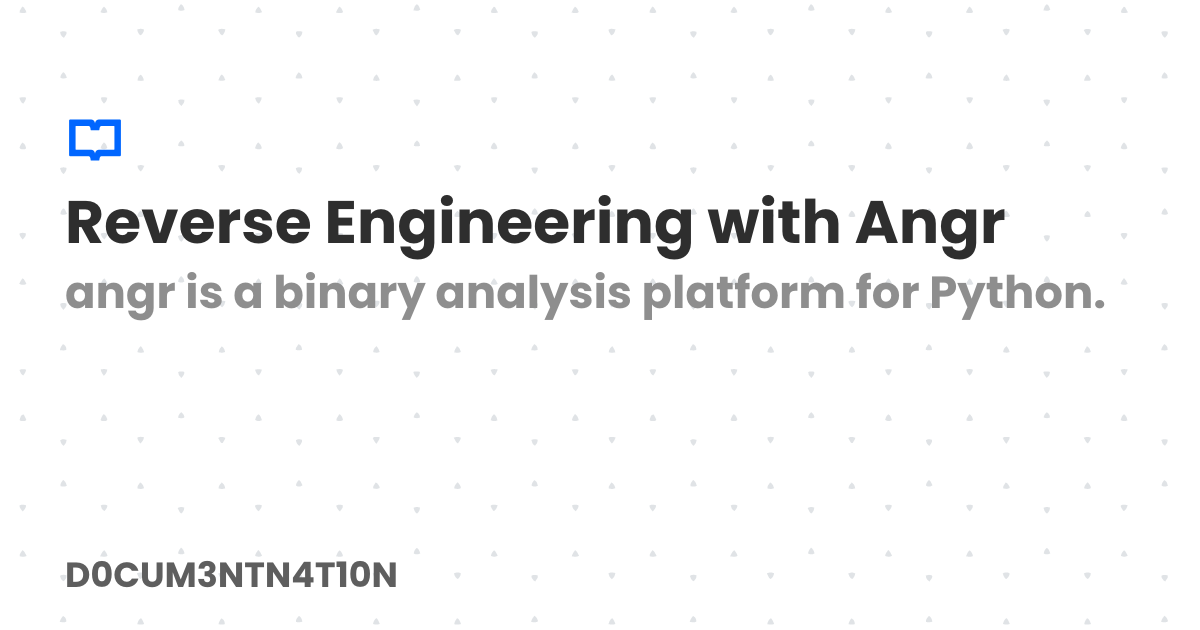 Reverse Engineering with Angr
angr is a binary analysis platform for Python.
D0CUM3NTN4T10N